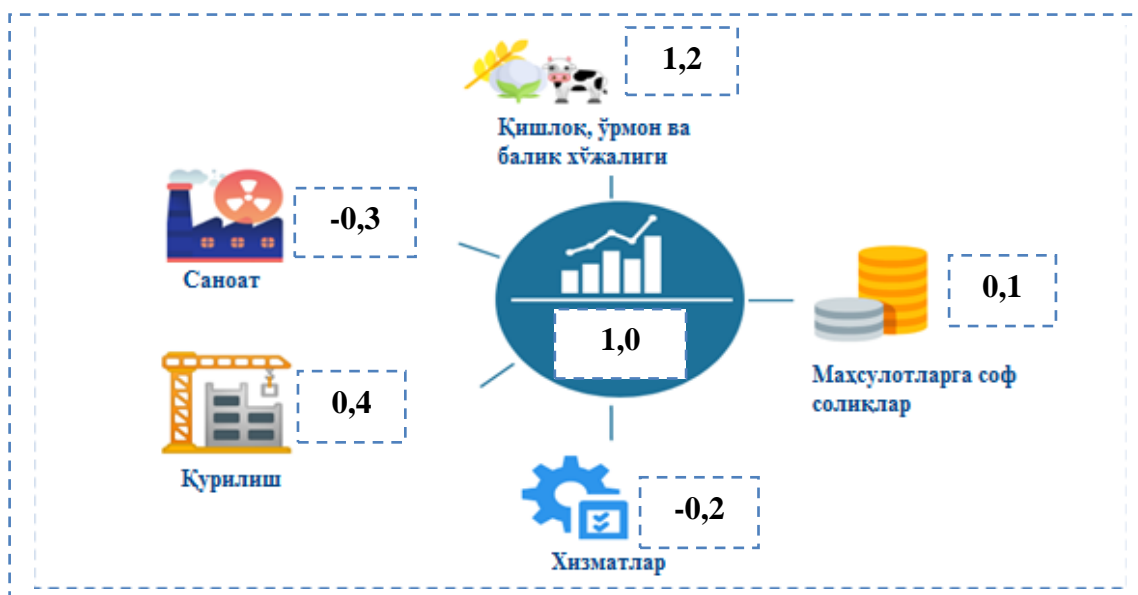 1,2
Қишлоқ, ўрмон ва
балик хўжалиги
-0,3
Саноат
0,1
Маҳсулотларга соф
солиқлар
1,0
0,4
Қурилиш
-0,2
Хизматлар